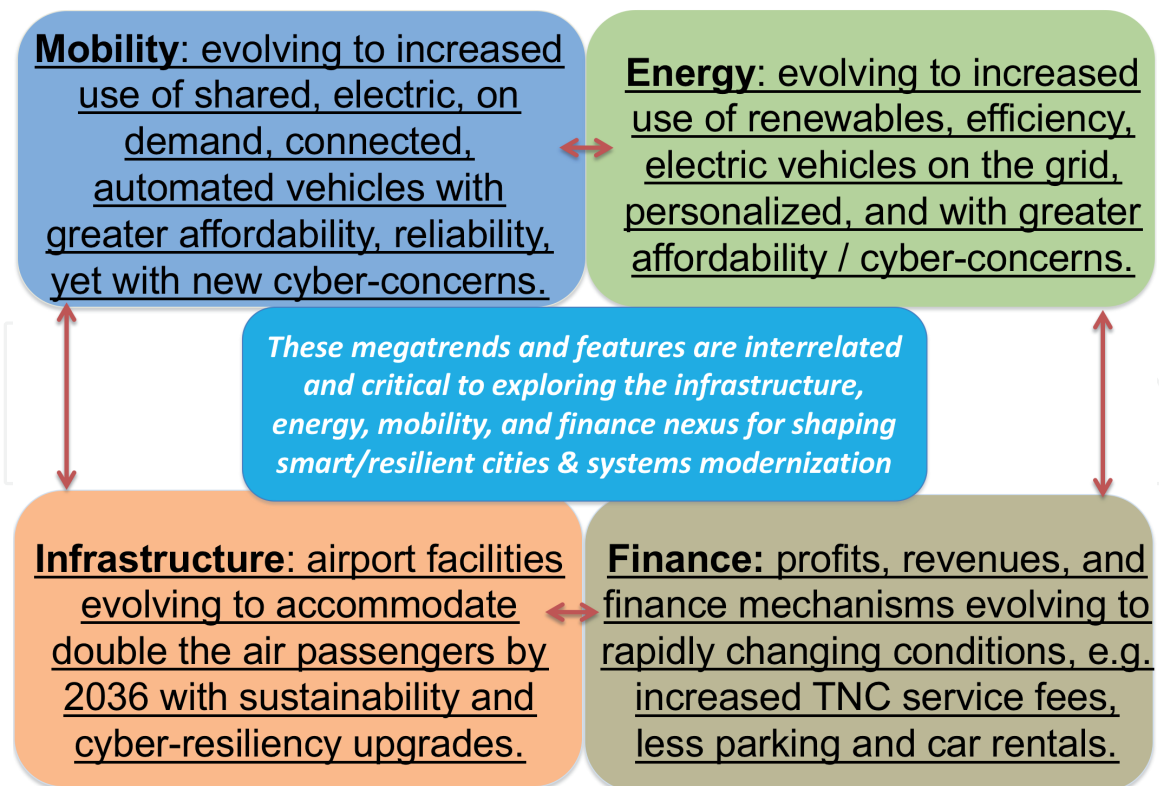 Mobility: evolving to increased
use of shared, electric, on
demand, connected,
automated vehicles with
greater affordability, reliability,
yet with new cyber-concerns.
Energy: evolving to increased
use of renewables, efficiency,
electric vehicles on the grid,
personalized, and with greater
affordability / cyber-concerns.
These megatrends and features are interrelated
and critical to exploring the infrastructure,
energy, mobility, and finance nexus for shaping
smart/resilient cities & systems modernization
Infrastructure: airport facilities
evolving to accommodate
double the air passengers by
2036 with sustainability and
cyber-resiliency upgrades.
Finance: profits, revenues, and
finance mechanisms evolving to
rapidly changing conditions, e.g.
increased TNC service fees,
less parking and car rentals.